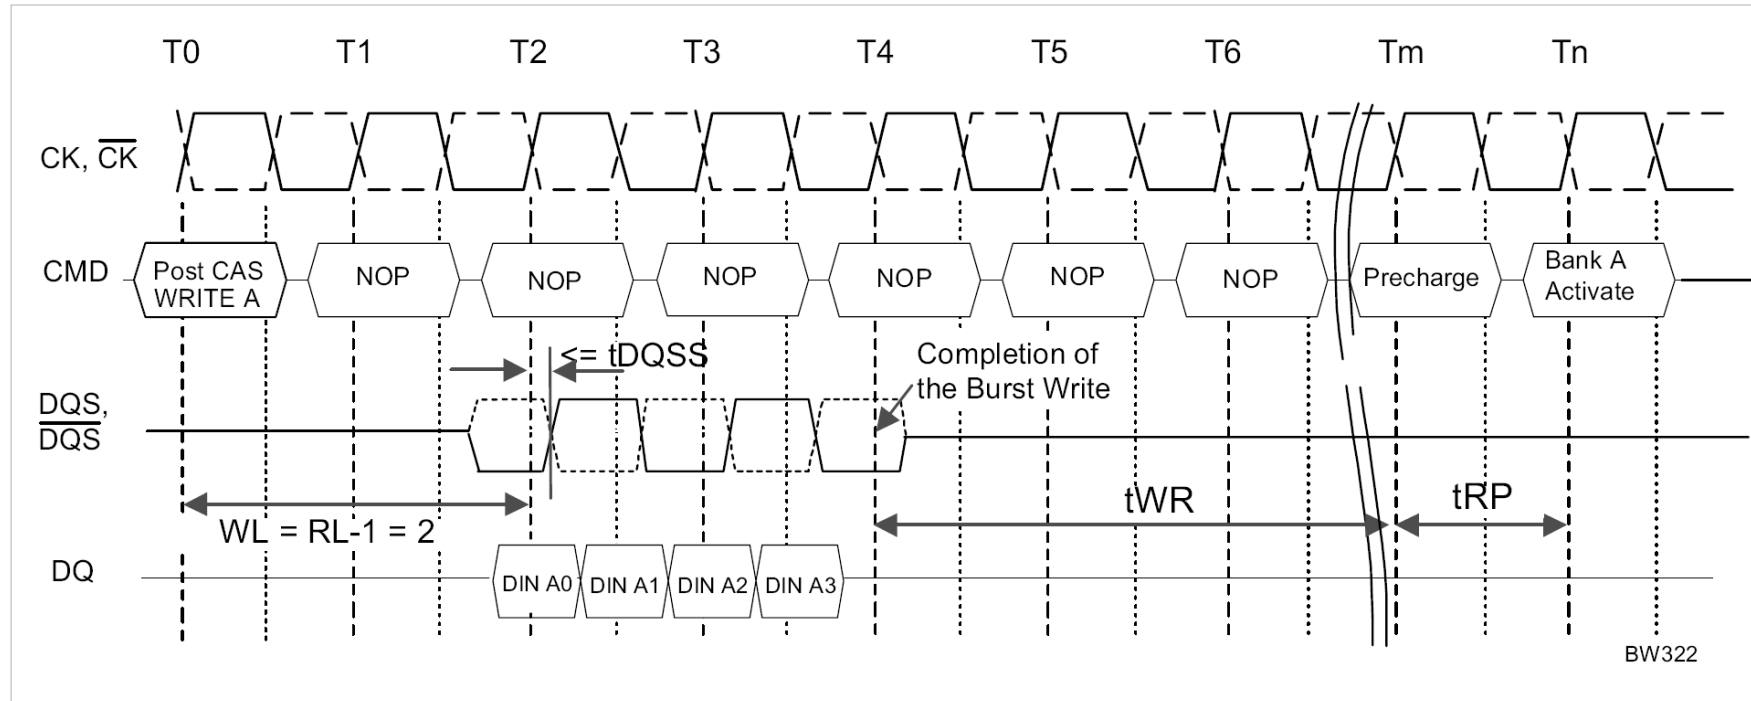 T0 T1 T2 T3 T4 T5 T6 Tm Tn
CK, CK
CMD
Post CAS
WRITE A
NOP NOP NOP NOP NOP NOP
Precharge
Bank A
Activate
<= tDQSS
Completion of
the Burst Write
DQS,
DQS
WL = RL-1 = 2
tWR
tRP
DQ
DIN A0 DIN A1 DIN A2 DIN A3
BW322